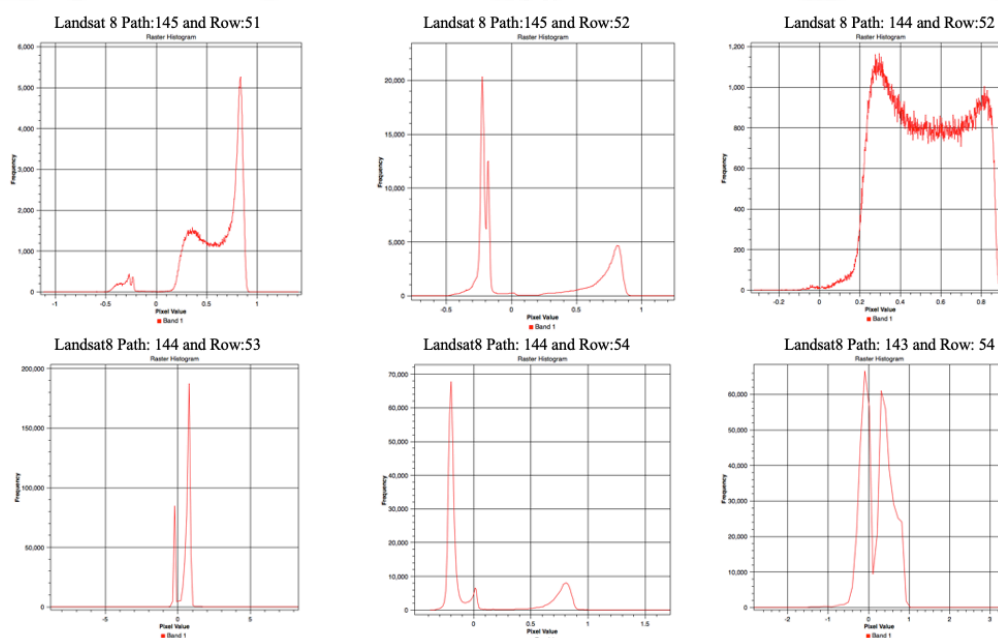 Landsat 8 Path:145 and Row:51
Raster Histogram
6,000
5,000
4,000
3,000
2,000
1,000
0
Frequency
-1
-0.5
0
0.5
1
Pixel Value
Band 1
Landsat 8 Path:145 and Row:52
Raster Histogram
20,000
15,000
10,000
5,000
0
Frequency
-0.5
0
0.5
1
Pixel Value
Band 1
Landsat 8 Path: 144 and Row:52
Raster Histogram
1,200
1,000
800
600
400
200
0
Frequency
-0.2
0
0.2
0.4
0.6
0.8
Pixel Value
Band 1
Landsat8 Path: 144 and Row:53
Raster Histogram
200,000
150,000
100,000
50,000
0
Frequency
-5
0
5
Pixel Value
Band 1
Landsat8 Path: 144 and Row:54
Raster Histogram
70,000
60,000
50,000
40,000
30,000
20,000
10,000
0
Frequency
0
0.5
1
1.5
Pixel Value
Landsat8 Path: 143 and Row: 54
Raster Histogram
60,000
50,000
40,000
30,000
20,000
10,000
0
Frequency
-2
-1
0
1
2
3
Pixel Value
Band 1